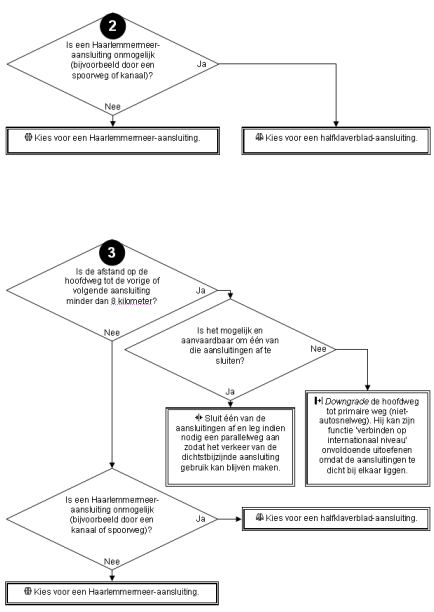 2
Is een Haarlemmermeer-
aansluiting onmogelijk
(bijvoorbeeld door een
spoorweg of kanaal)?
Ja
Nee
Kies voor een Haarlemmermeer-aansluiting.
Kies voor een halfklaverblad-aansluiting.
3
Is de afstand op de
hoofdweg tot de vorige of
volgende aansluiting
minder dan 8 kilometer?
Ja
Nee
Is het mogelijk en
aanvaardbaar om één van
die aansluitingen af te
sluiten?
Nee
Ja
Sluit één van de
aansluitingen af en leg indien
nodig een parallelweg aan
zodat het verkeer van de
dichtstbijzijnde aansluiting
gebruik kan blijven maken.
Downgrade de hoofdweg
tot primaire weg (niet-
autosnelweg). Hij kan zijn
functie 'verbinden op
internationaal niveau'
onvoldoende uitoefenen
omdat de aansluitingen te
dicht bij elkaar liggen.
Is een Haarlemmermeer-
aansluiting onmogelijk
(bijvoorbeeld door een
kanaal of spoorweg)?
Ja
Nee
Kies voor een halfklaverblad-aansluiting.
Kies voor een Haarlemmermeer-aansluiting.